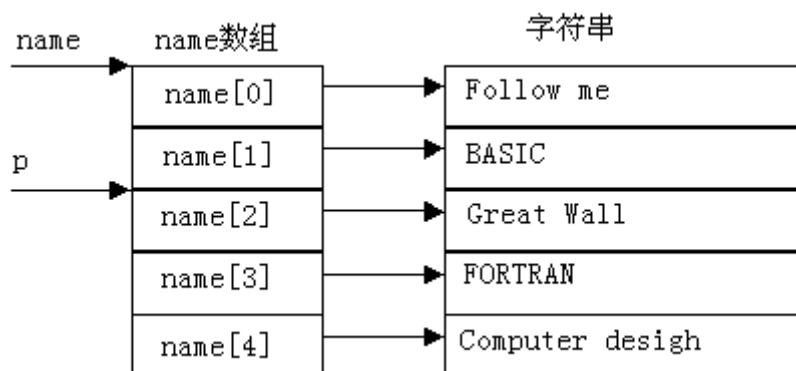 name name数组 字符串
name[0] Follow me
name[1] BASIC
p
name[2] Great Wall
name[3] FORTRAN
name[4] Computer desigh